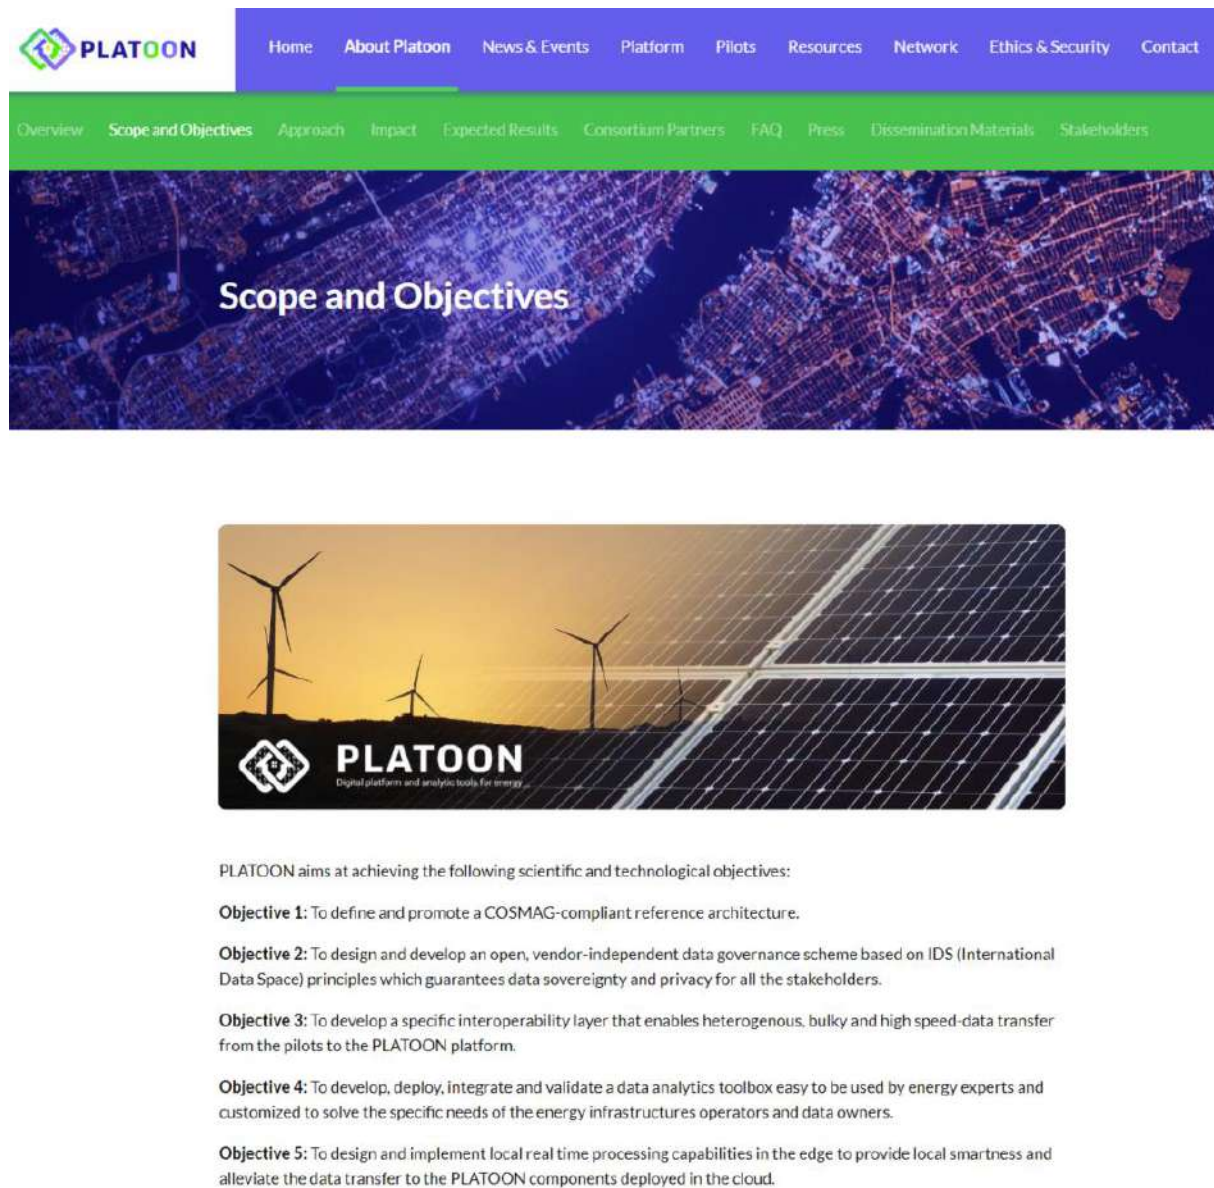 PLATOON
Home About Platoon News & Events Platform Pilots Resources Network Ethics & Security Contact
Overview Scope and Objectives Approach Impact Expected Results Consortium Partners FAQ Press Dissemination Materials Stakeholders
Scope and Objectives
PLATOON
Digital platform and analytic tools for energy
PLATOON aims at achieving the following scientific and technological objectives:
Objective 1: To define and promote a COSMAG-compliant reference architecture.
Objective 2: To design and develop an open, vendor-independent data governance scheme based on IDS (International
Data Space) principles which guarantees data sovereignty and privacy for all the stakeholders.
Objective 3: To develop a specific interoperability layer that enables heterogenous, bulky and high speed-data transfer
from the pilots to the PLATOON platform.
Objective 4: To develop, deploy, integrate and validate a data analytics toolbox easy to be used by energy experts and
customized to solve the specific needs of the energy infrastructures operators and data owners.
Objective 5: To design and implement local real time processing capabilities in the edge to provide local smartness and
alleviate the data transfer to the PLATOON components deployed in the cloud.